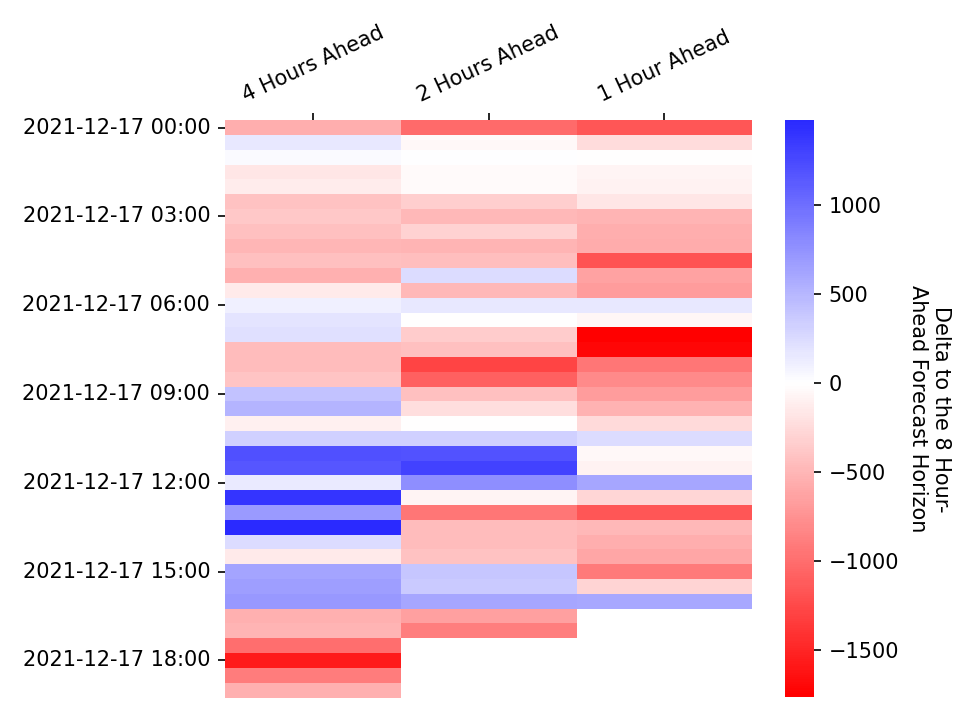 4 Hours Ahead
2 Hours Ahead
1 Hour Ahead
2021-12-17 00:00
2021-12-17 03:00
2021-12-17 06:00
2021-12-17 09:00
2021-12-17 12:00
2021-12-17 15:00
2021-12-17 18:00
1000
500
0
−500
−1000
−1500
Delta to the 8 Hour-
Ahead Forecast Horizon